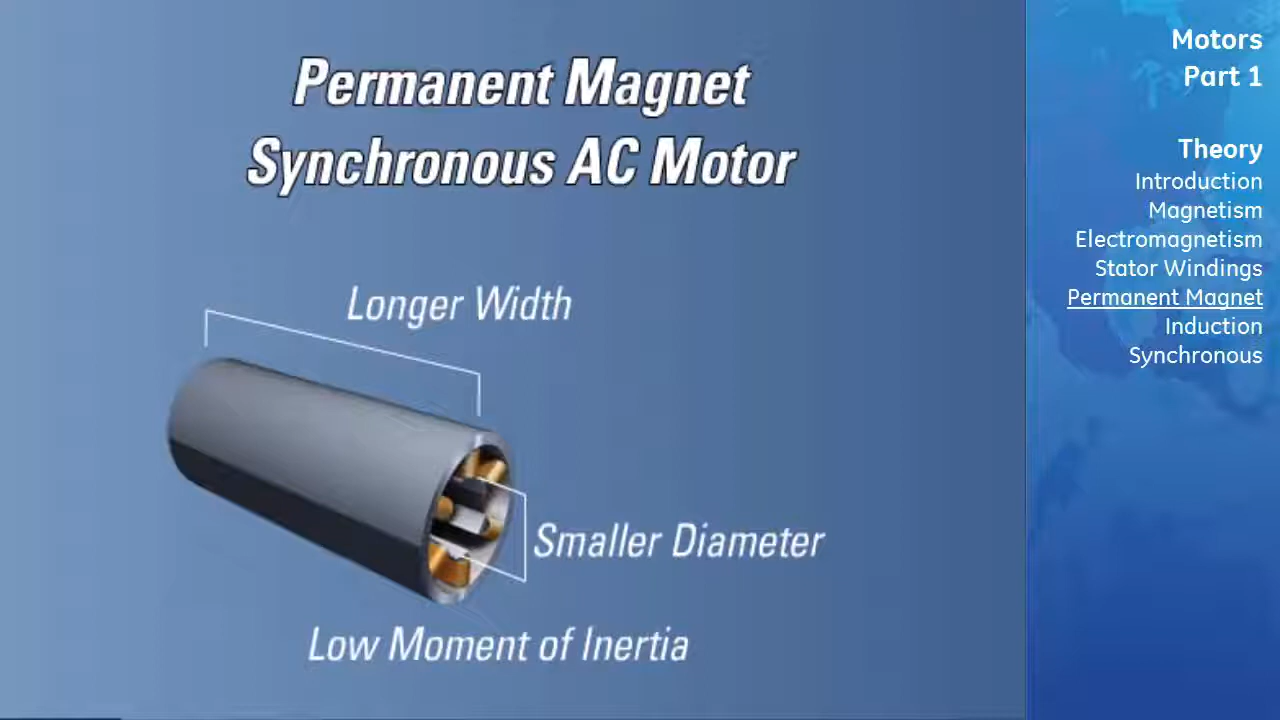 Permanent Magnet
Synchronous AC Motor
Longer Width
Smaller Diameter
Low Moment of Inertia
Motors
Part 1
Theory
Introduction
Magnetism
Electromagnetism
Stator Windings
Permanent Magnet
Induction
Synchronous